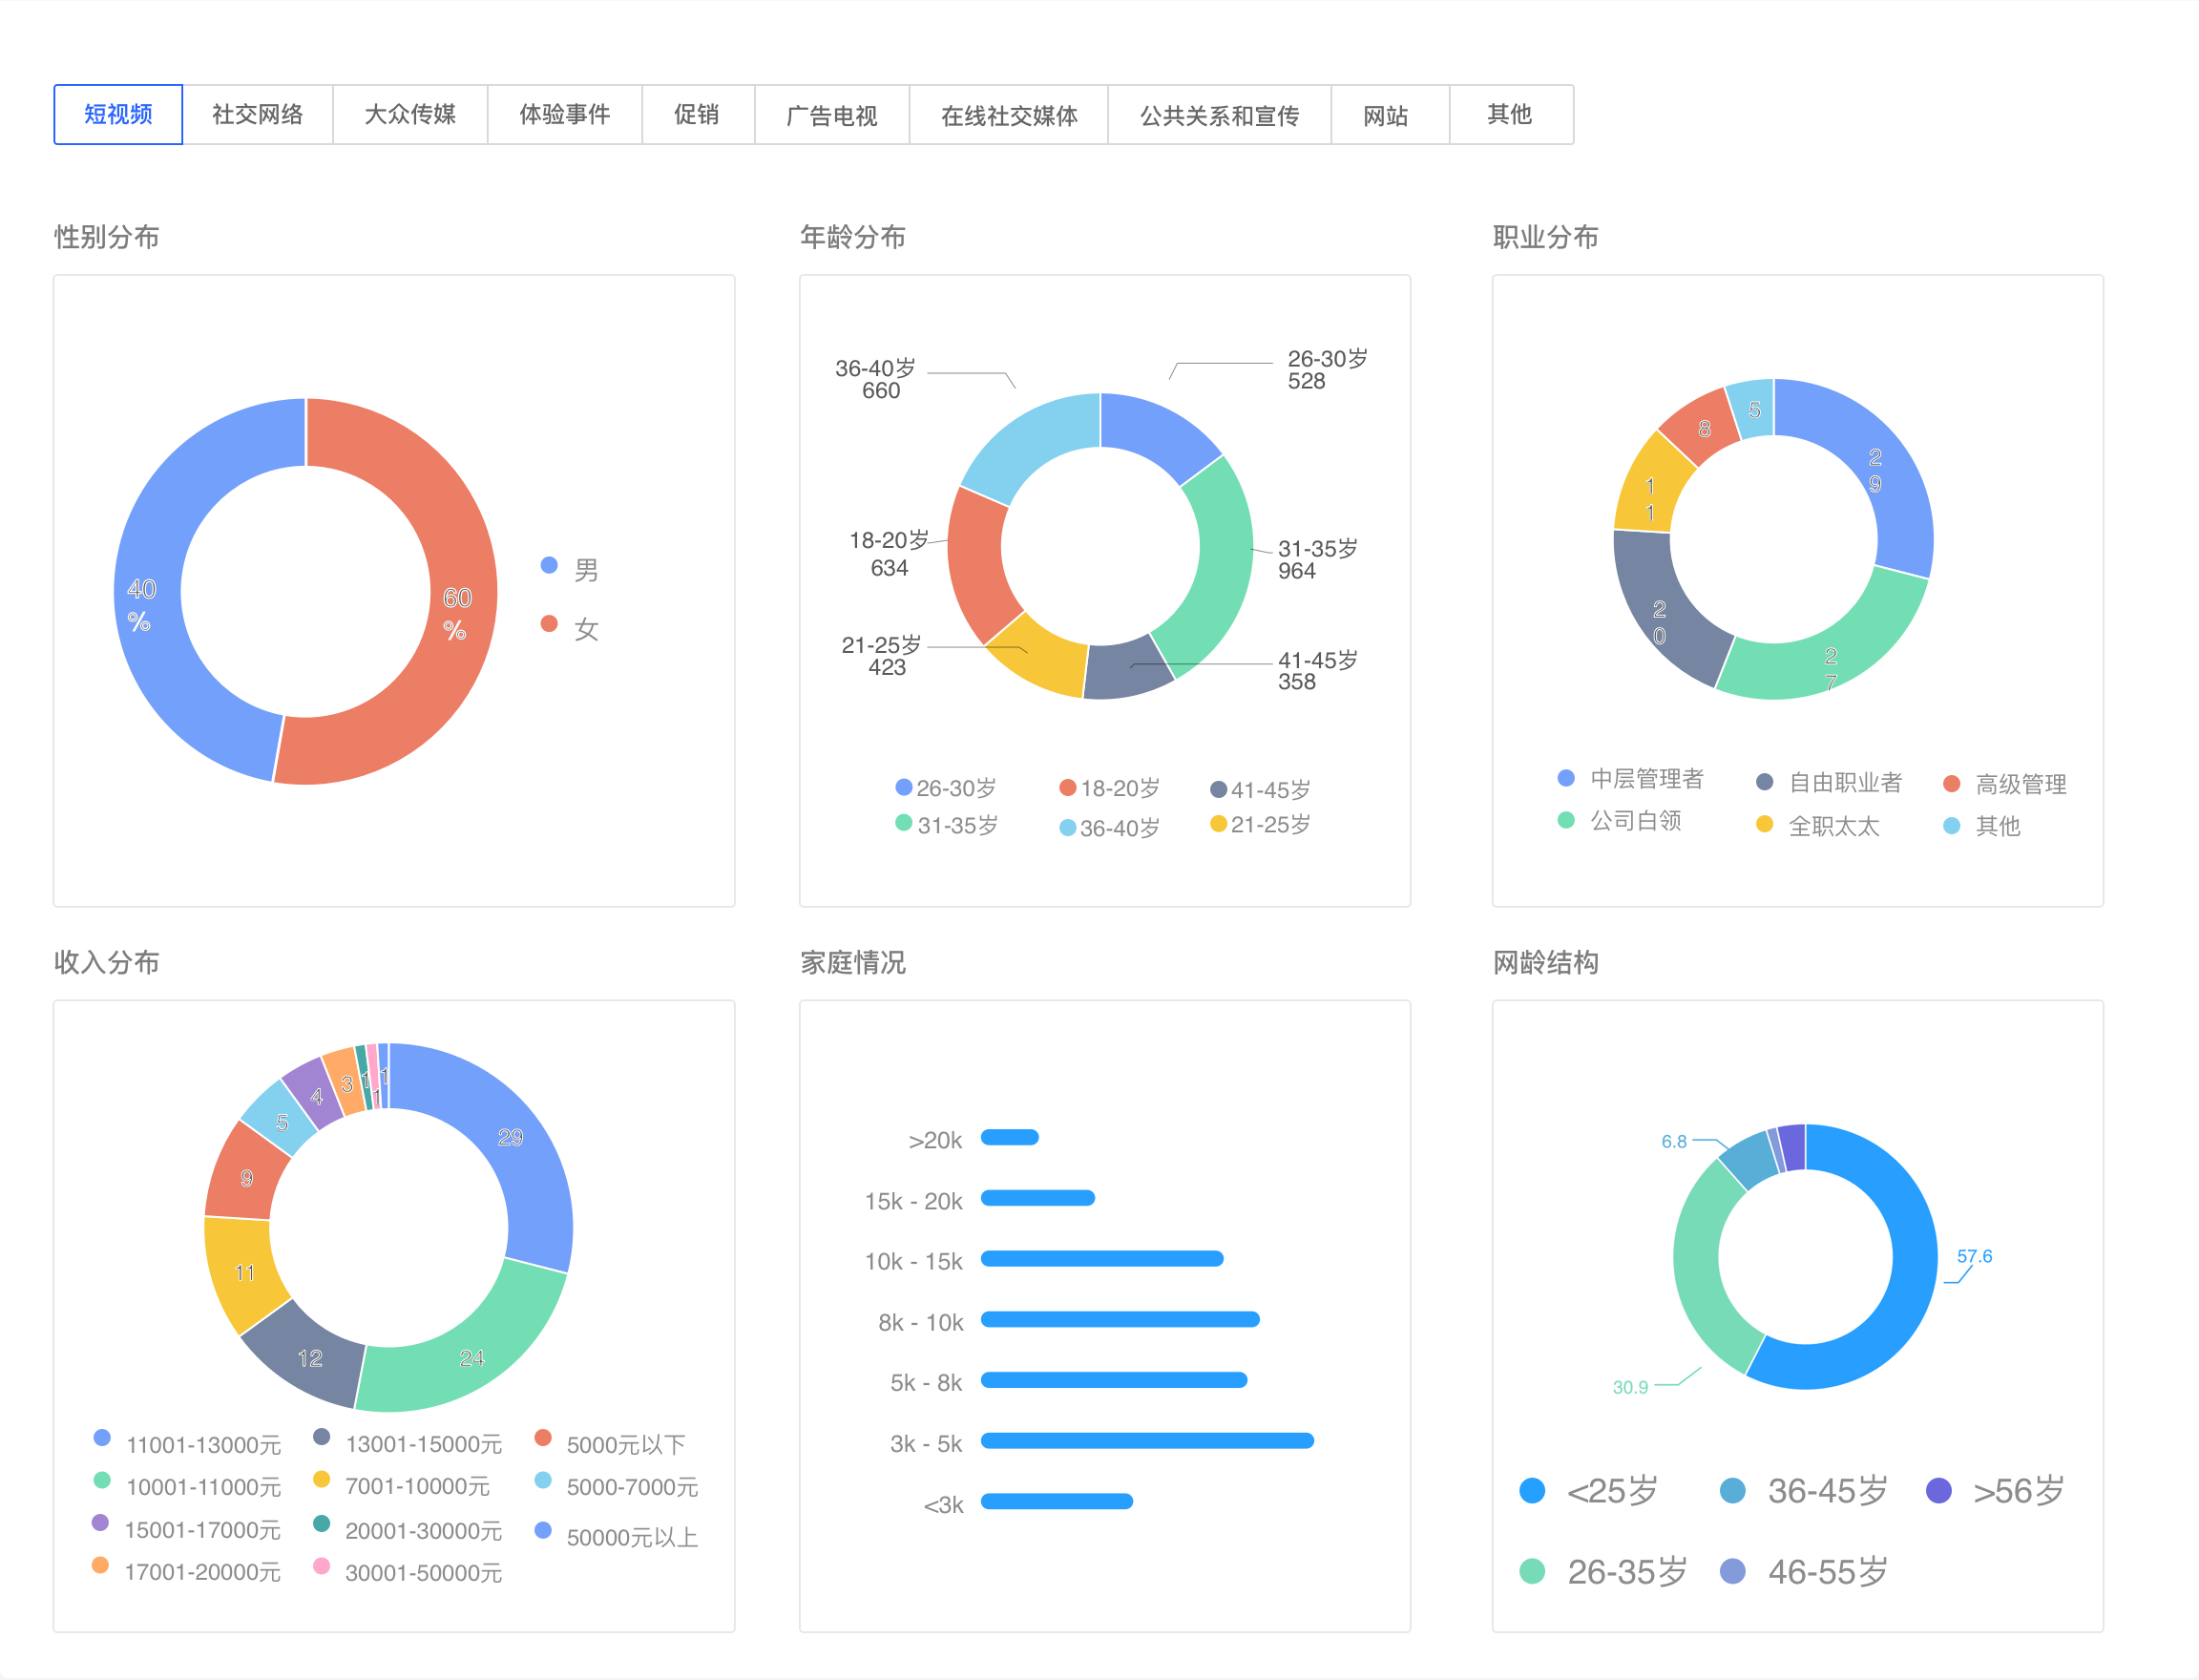 短视频 社交网络 大众传媒 体验事件 促销 广告电视 在线社交媒体 公共关系和宣传 网站 其他
性别分布
40
%
60
%
男
女
年龄分布
36-40岁
660
26-30岁
528
18-20岁
634
31-35岁
964
21-25岁
423
41-45岁
358
26-30岁 18-20岁 41-45岁
31-35岁 36-40岁 21-25岁
职业分布
5
8
2
9
1
1
2
0
2
7
中层管理者 自由职业者 高级管理
公司白领 全职太太 其他
收入分布
3 1 1 1
4
5
29
9
11
12
24
11001-13000元 13001-15000元 5000元以下
10001-11000元 7001-10000元 5000-7000元
15001-17000元 20001-30000元 50000元以上
17001-20000元 30001-50000元
家庭情况
>20k
15k - 20k
10k - 15k
8k - 10k
5k - 8k
3k - 5k
<3k
网龄结构
6.8
57.6
30.9
<25岁 36-45岁 >56岁
26-35岁 46-55岁